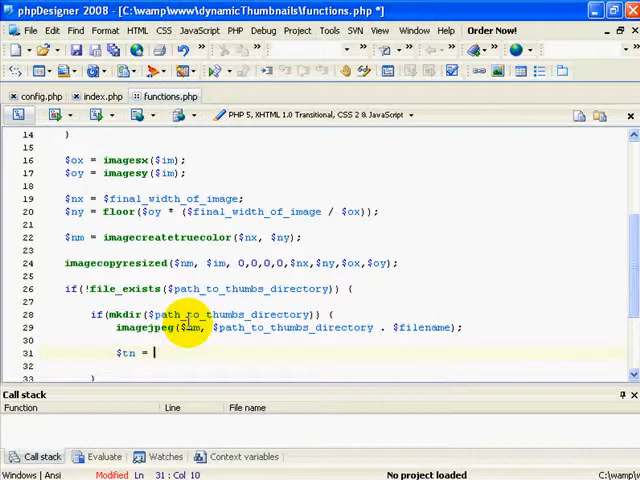 phpDesigner 2008 - [C:\wamp\www\dynamicThumbnails\functions.php *]
File Edit Find Format HTML CSS JavaScript PHP Debug Project Tools Window Help Order Now!
config.php index.php functions.php
PHP 5, XHTML 1.0 Transitional, CSS 2 & JavaScript
14 }
15
16 $ox = imagesx($im);
17 $oy = imagesy($im);
18
19 $nx = $final_width_of_image;
20 $ny = floor($oy * ($final_width_of_image / $ox));
21
22 $nm = imagecreatetruecolor($nx, $ny);
23
24 imagecopyresized($nm, $im, 0,0,0,0,$nx,$ny,$ox,$oy);
25
26 if(!file_exists($path_to_thumbs_directory)) {
27
28 if(mkdir($path_to_thumbs_directory)) {
29 imagejpeg($nm, $path_to_thumbs_directory . $filename);
30
31 $tn =
32
33 }
Call stack
Function Line File name
Call stack Evaluate Watches Context variables
Windows | Ansi Modified Ln 31 : Col 10 No project loaded C:\wamp\w